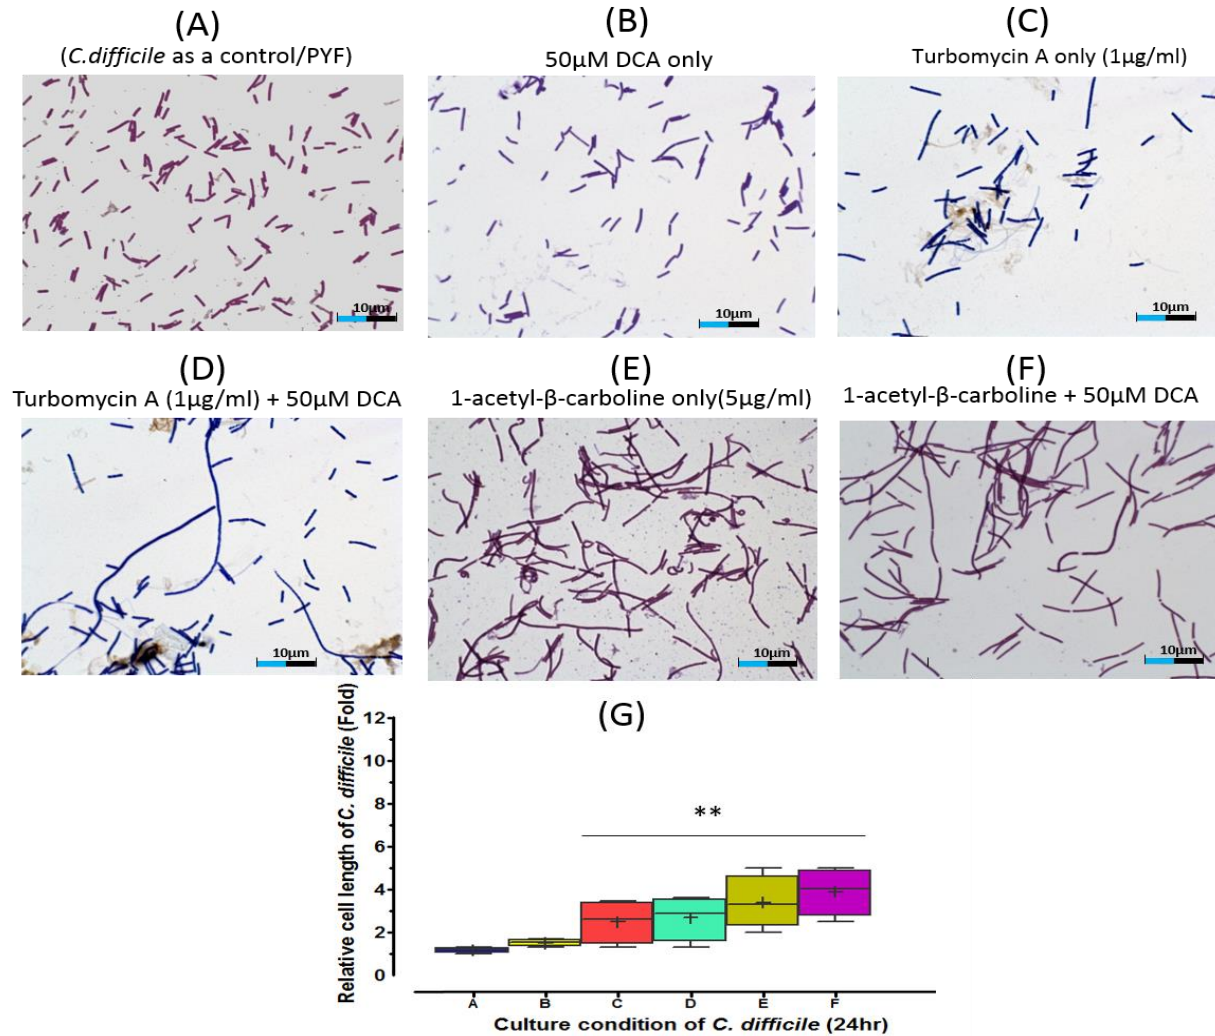 (A)
(C.difficile as a control/PYF)
(B)
50µM DCA only
(C)
Turbomycin A only (1µg/ml)
10µm
10µm
10µm
(D)
Turbomycin A (1µg/ml) + 50µM DCA
(E)
1-acetyl-β-carboline only(5µg/ml)
(F)
1-acetyl-β-carboline + 50µM DCA
10µm
10µm
10µm
(G)
Relative cell length of C. difficile (Fold)
12
10
8
6
4
2
0
**
A B C D E F
Culture condition of C. difficile (24hr)